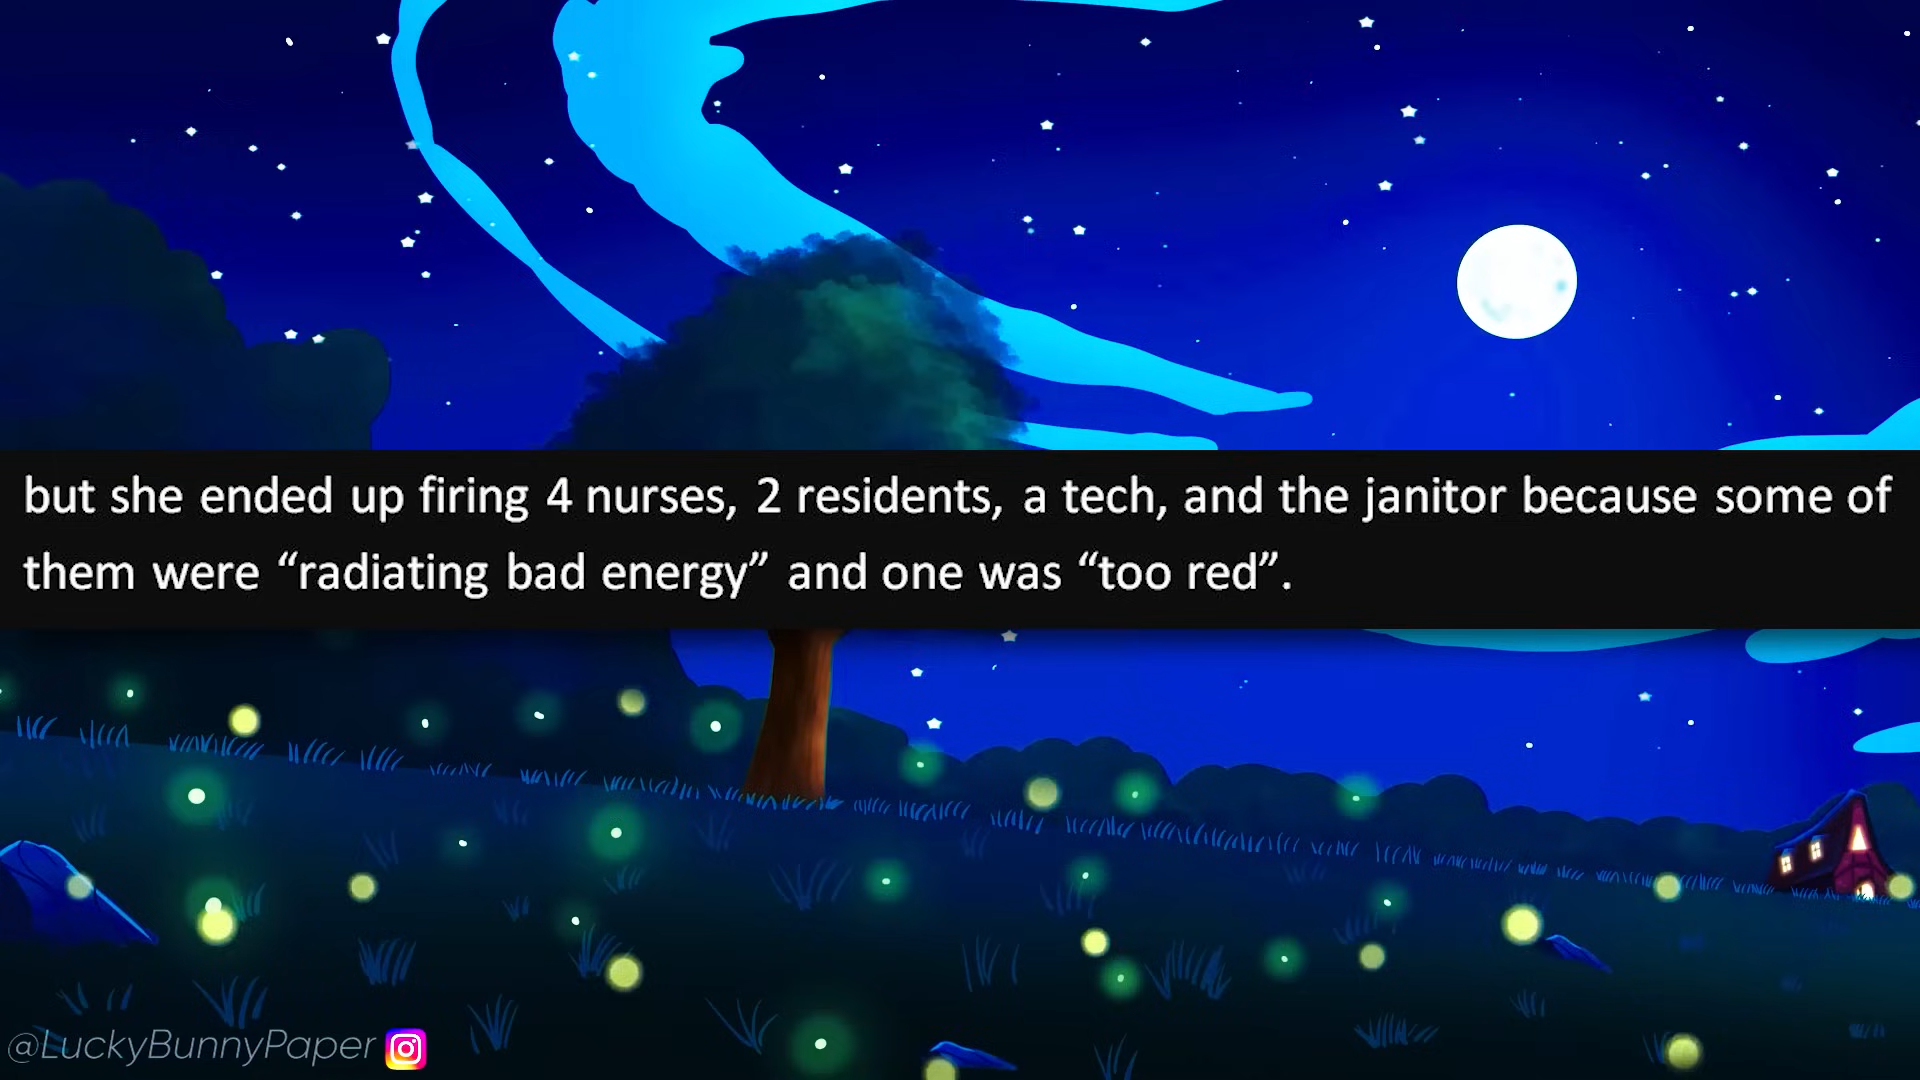 but she ended up firing 4 nurses, 2 residents, a tech, and the janitor because some of
them were “radiating bad energy” and one was “too red”.
@LuckyBunnyPaper